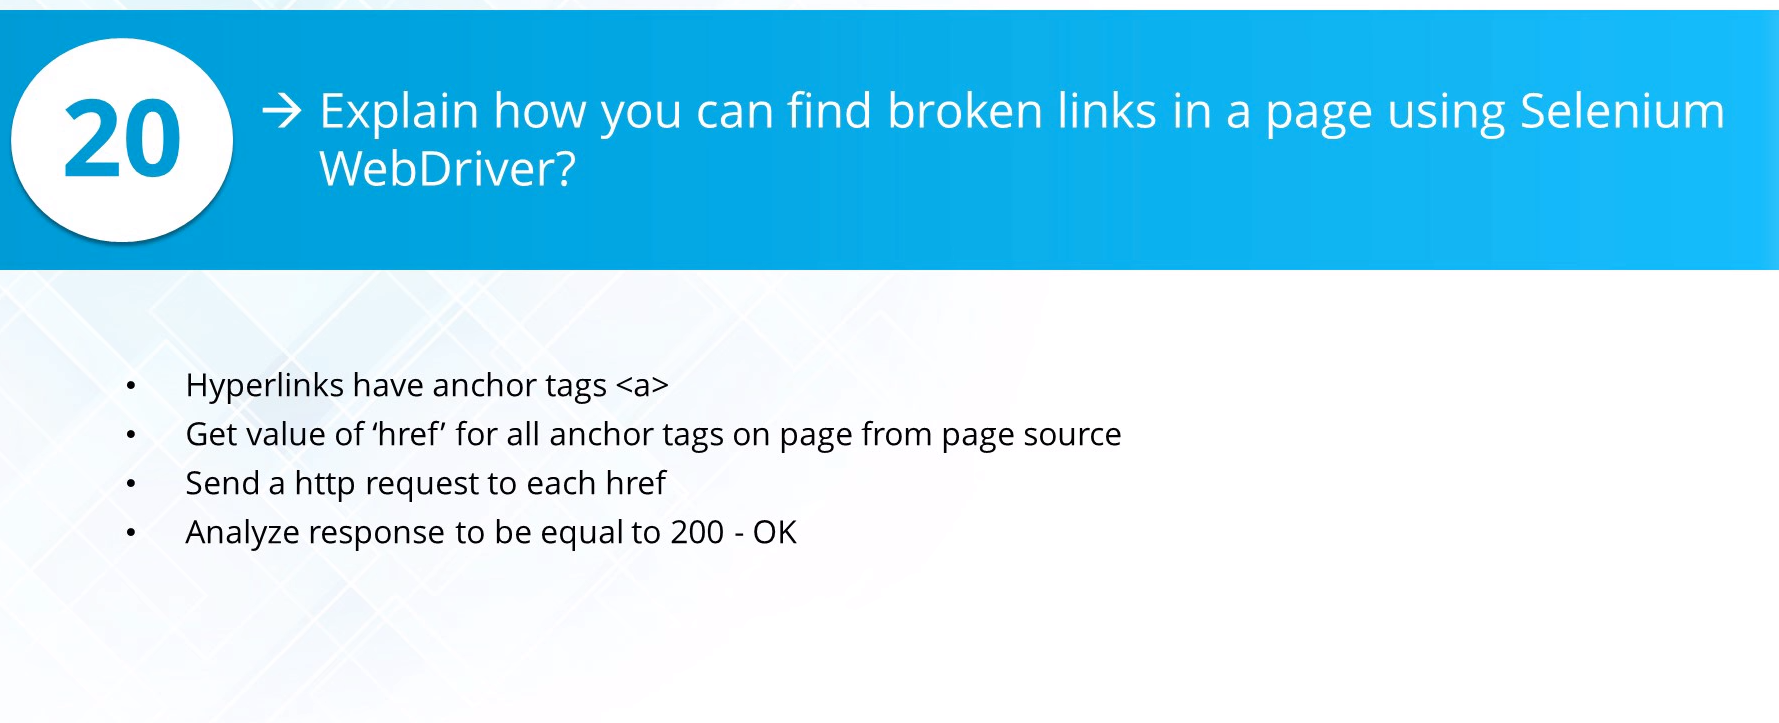 20
→ Explain how you can find broken links in a page using Selenium
WebDriver?
• Hyperlinks have anchor tags <a>
• Get value of ‘href’ for all anchor tags on page from page source
• Send a http request to each href
• Analyze response to be equal to 200 - OK